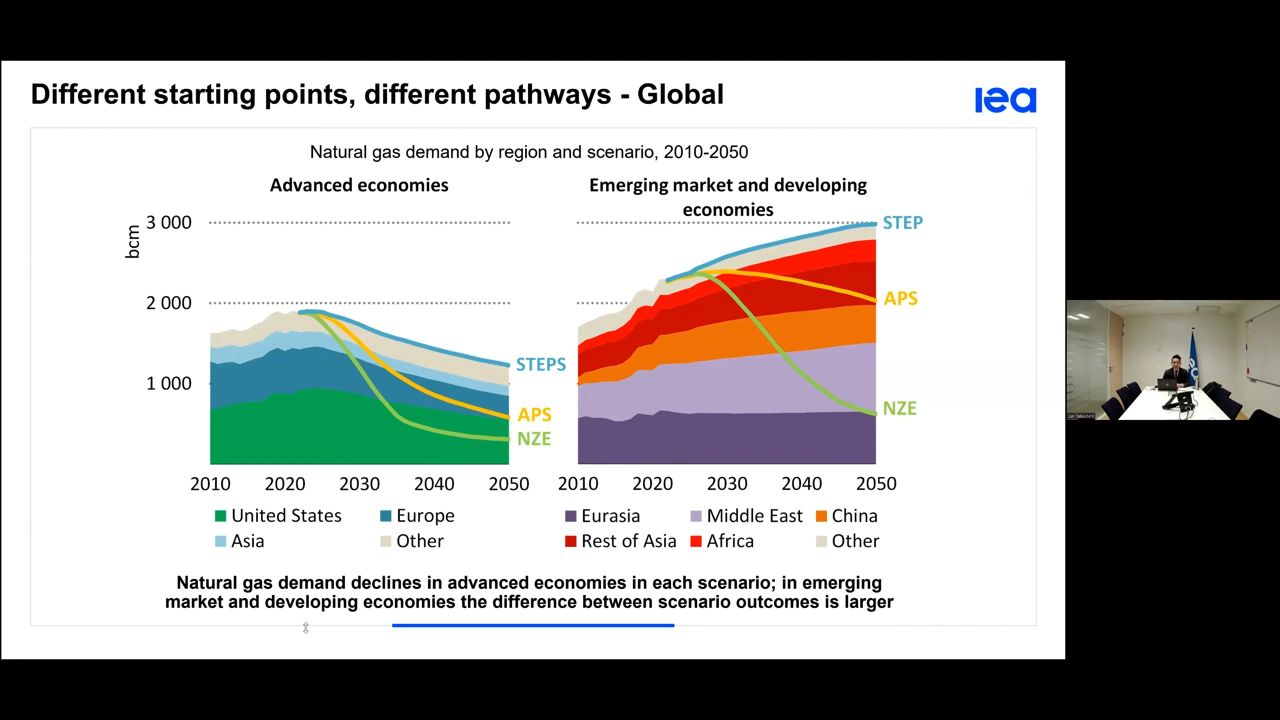 Different starting points, different pathways - Global
iea
Natural gas demand by region and scenario, 2010-2050
Advanced economies
Emerging market and developing
economies
bcm
3 000
2 000
1 000
STEPS
APS
NZE
STEP
APS
NZE
2010 2020 2030 2040 2050
2010 2020 2030 2040 2050
United States Europe
Asia Other
Eurasia Middle East China
Rest of Asia Africa Other
Natural gas demand declines in advanced economies in each scenario; in emerging
market and developing economies the difference between scenario outcomes is larger